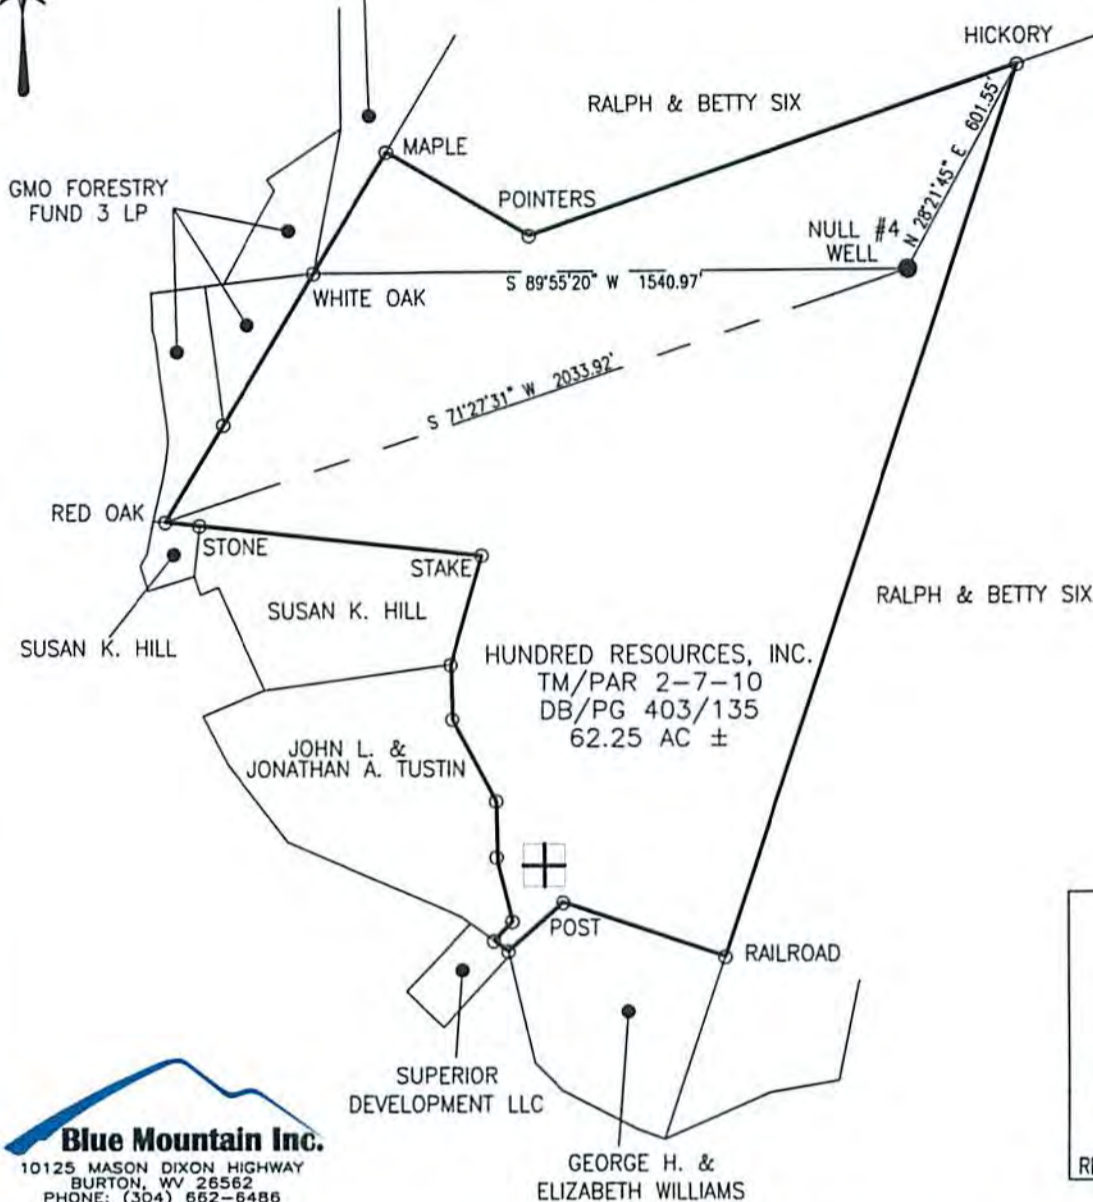 HICKORY
RALPH & BETTY SIX
N 28°21'45" E 601.55'
MAPLE
GMO FORESTRY
FUND 3 LP
POINTERS
NULL #4
WELL
S 89°55'20" W 1540.97'
WHITE OAK
S 71°27'31" W 2033.92'
RED OAK
STONE
STAKE
SUSAN K. HILL
SUSAN K. HILL
RALPH & BETTY SIX
HUNDRED RESOURCES, INC.
TM/PAR 2-7-10
DB/PG 403/135
62.25 AC ±
JOHN L. &
JONATHAN A. TUSTIN
POST
RAILROAD
SUPERIOR
DEVELOPMENT LLC
GEORGE H. &
ELIZABETH WILLIAMS
Blue Mountain Inc.
10125 MASON DIXON HIGHWAY
BURTON, WV 26562
PHONE: (304) 662-6486